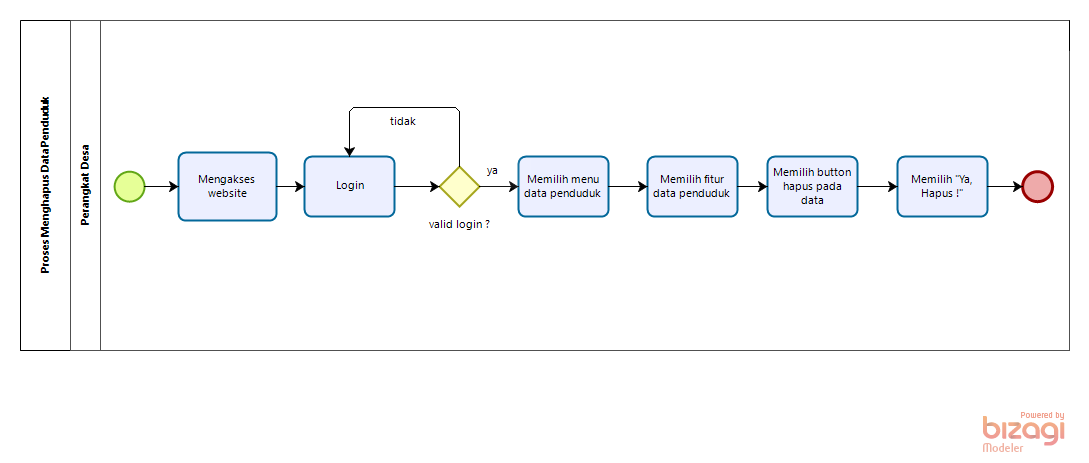 Proses Menghapus Data Penduduk
Perangkat Desa
Mengakses
website
Login
tidak
valid login ?
ya
Memilih menu
data penduduk
Memilih fitur
data penduduk
Memilih button
hapus pada
data
Memilih "Ya,
Hapus !"
Powered by
bizagi
Modeler